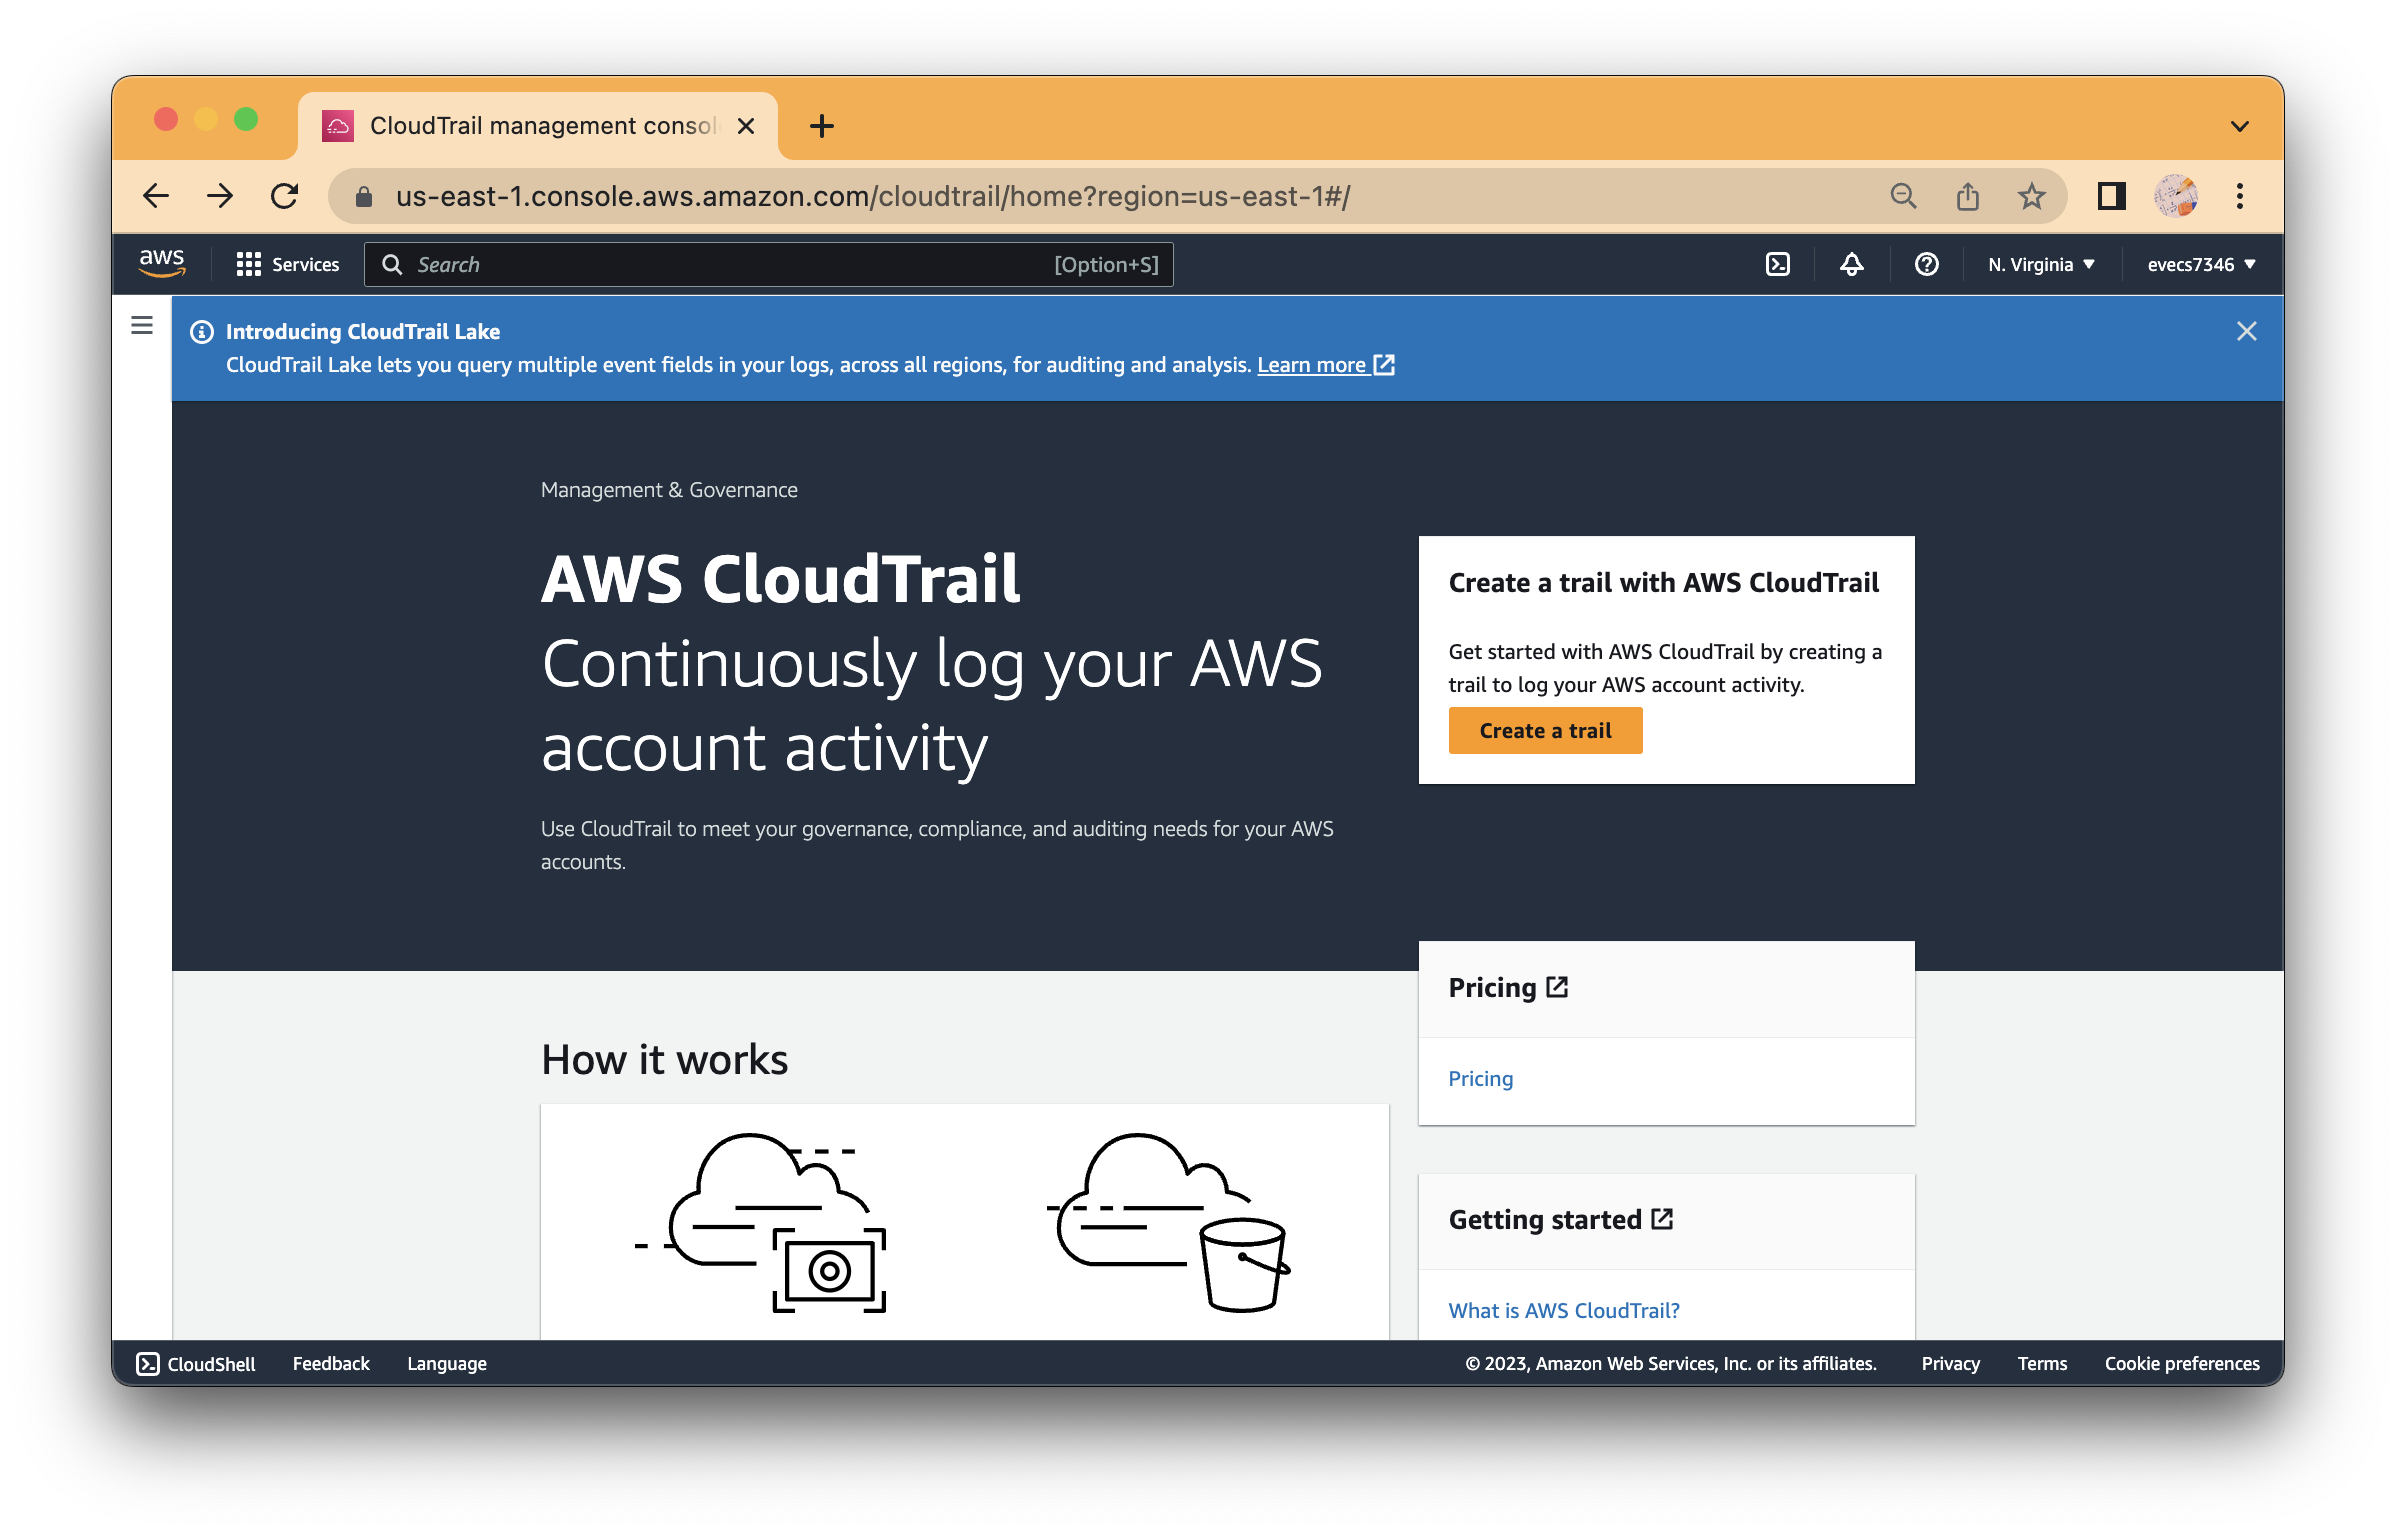 CloudTrail management consol
us-east-1.console.aws.amazon.com/cloudtrail/home?region=us-east-1#/
aws
Services
Search
[Option+S]
N. Virginia
evecs7346
Introducing CloudTrail Lake
CloudTrail Lake lets you query multiple event fields in your logs, across all regions, for auditing and analysis. Learn more
Management & Governance
AWS CloudTrail
Continuously log your AWS
account activity
Use CloudTrail to meet your governance, compliance, and auditing needs for your AWS
accounts.
Create a trail with AWS CloudTrail
Get started with AWS CloudTrail by creating a
trail to log your AWS account activity.
Create a trail
How it works
Pricing
Pricing
Getting started
What is AWS CloudTrail?
CloudShell
Feedback
Language
© 2023, Amazon Web Services, Inc. or its affiliates.
Privacy
Terms
Cookie preferences